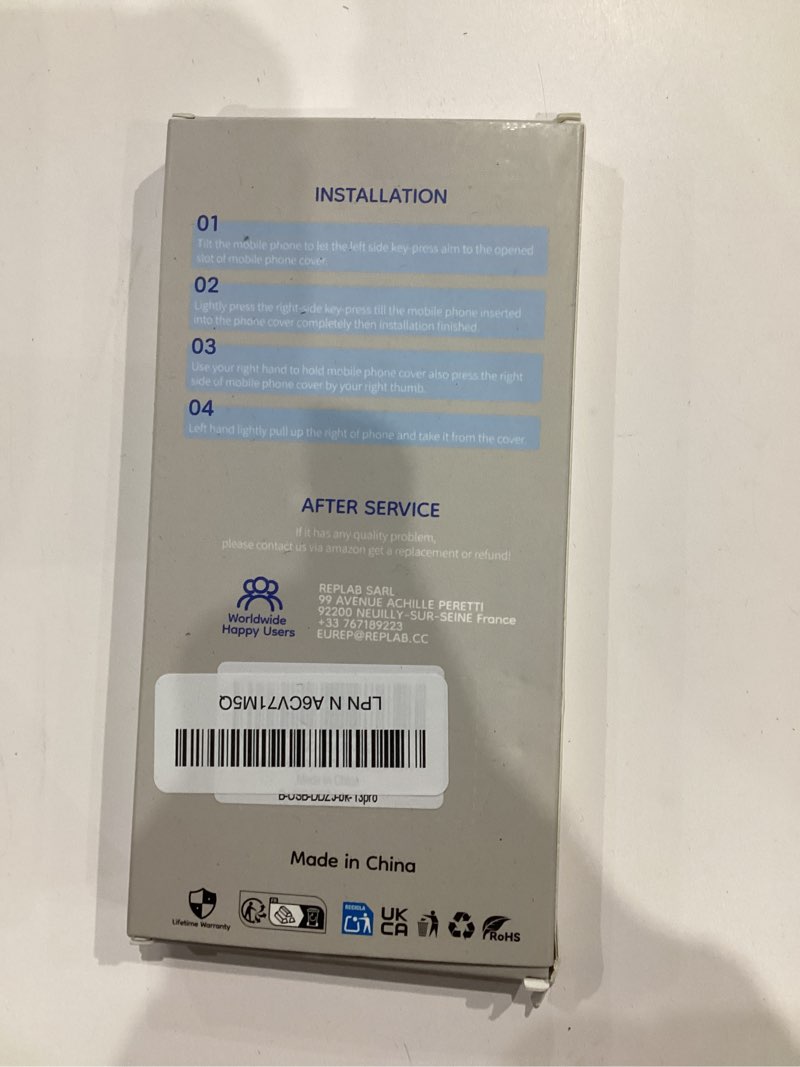 INSTALLATION
01
Tilt the mobile phone to let the left side key-press aim to the opened
slot of mobile phone cover.
02
Lightly press the right-side key-press till the mobile phone inserted
into the phone cover completely then installation finished.
03
Use your right hand to hold mobile phone cover also press the right
side of mobile phone cover by your right thumb.
04
Left hand lightly pull up the right of phone and take it from the cover.
AFTER SERVICE
If it has any quality problem,
please contact us via amazon get a replacement or refund!
Worldwide
Happy Users
REPLAB SARL
99 AVENUE ACHILLE PERETTI
92200 NEUILLY-SUR-SEINE France
+33 767189223
EUREP@REPLAB.CC
LPN N A6CV71M5Q
Made in China
Made in China
Lifetime Warranty
RECICLA
UK
CA
RoHS